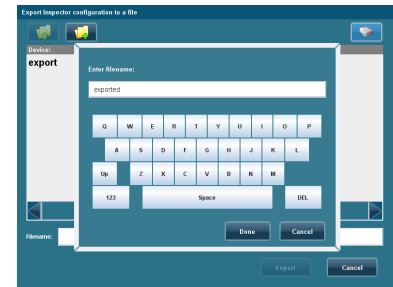 Export Inspector configuration to a file
Device\
export
Enter filename:
exported
Q W E R T Y U I O P
A S D F G H J K L
Up Z X C V B N M
123 Space DEL
Done Cancel
Filename:
Export Cancel